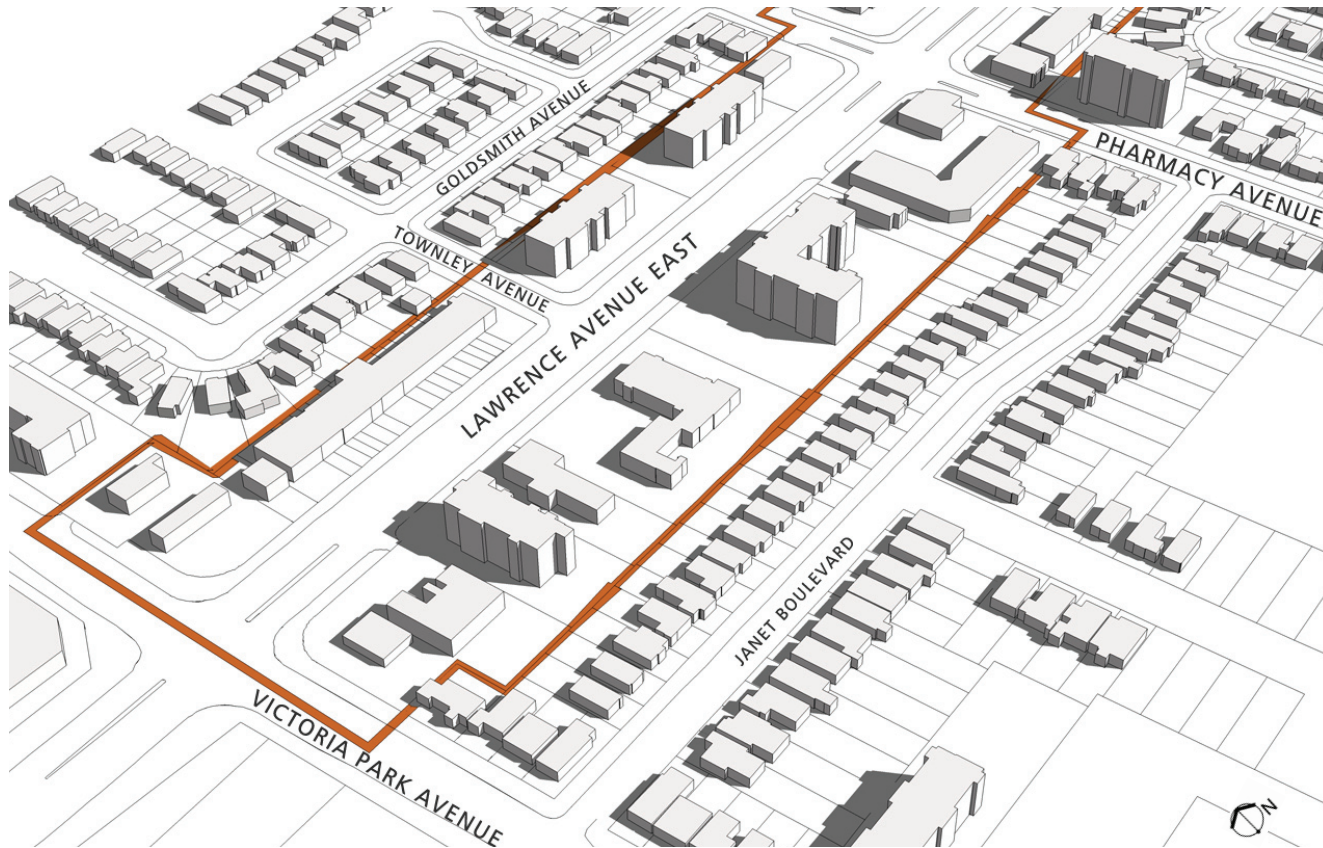 GOLDSMITH AVENUE
PHARMACY AVENUE
TOWNLEY AVENUE
LAWRENCE AVENUE EAST
JANET BOULEVARD
VICTORIA PARK AVENUE
N